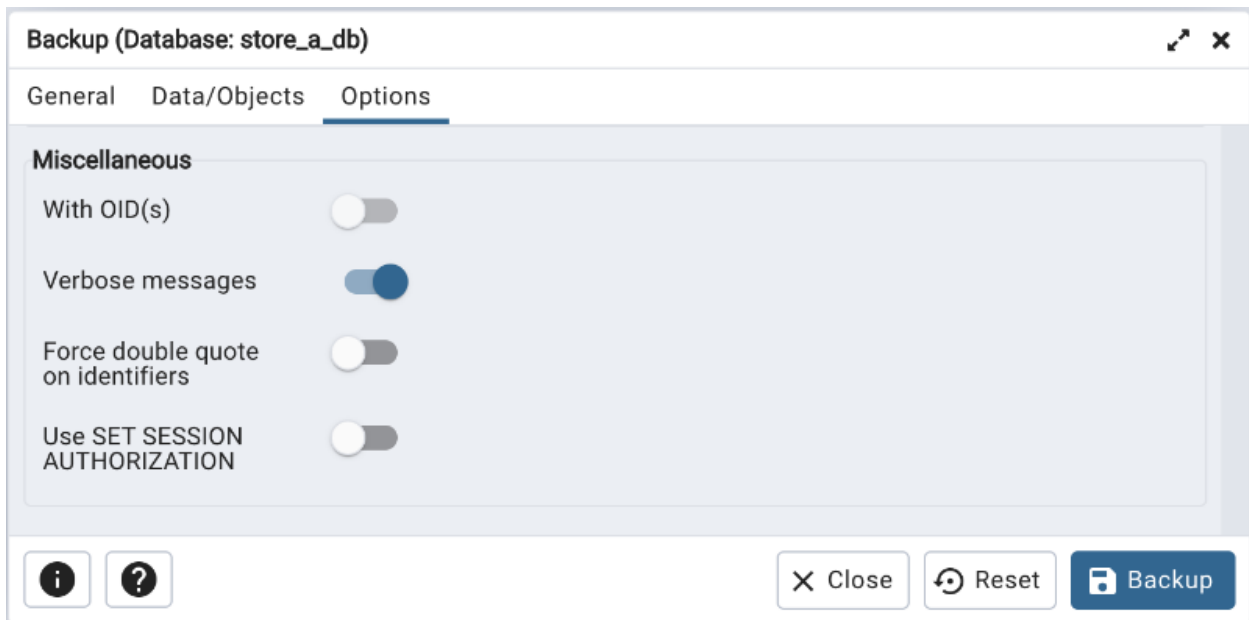 Backup (Database: store_a_db)
General Data/Objects Options
Miscellaneous
With OID(s)
Verbose messages
Force double quote
on identifiers
Use SET SESSION
AUTHORIZATION
Close Reset Backup